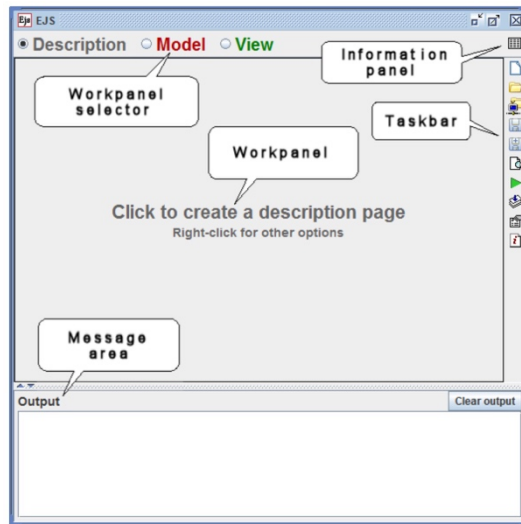 Ejs EJS
Description Model View
Information
panel
Workpanel
selector
Taskbar
Workpanel
Click to create a description page
Right-click for other options
Message
area
Output
Clear output